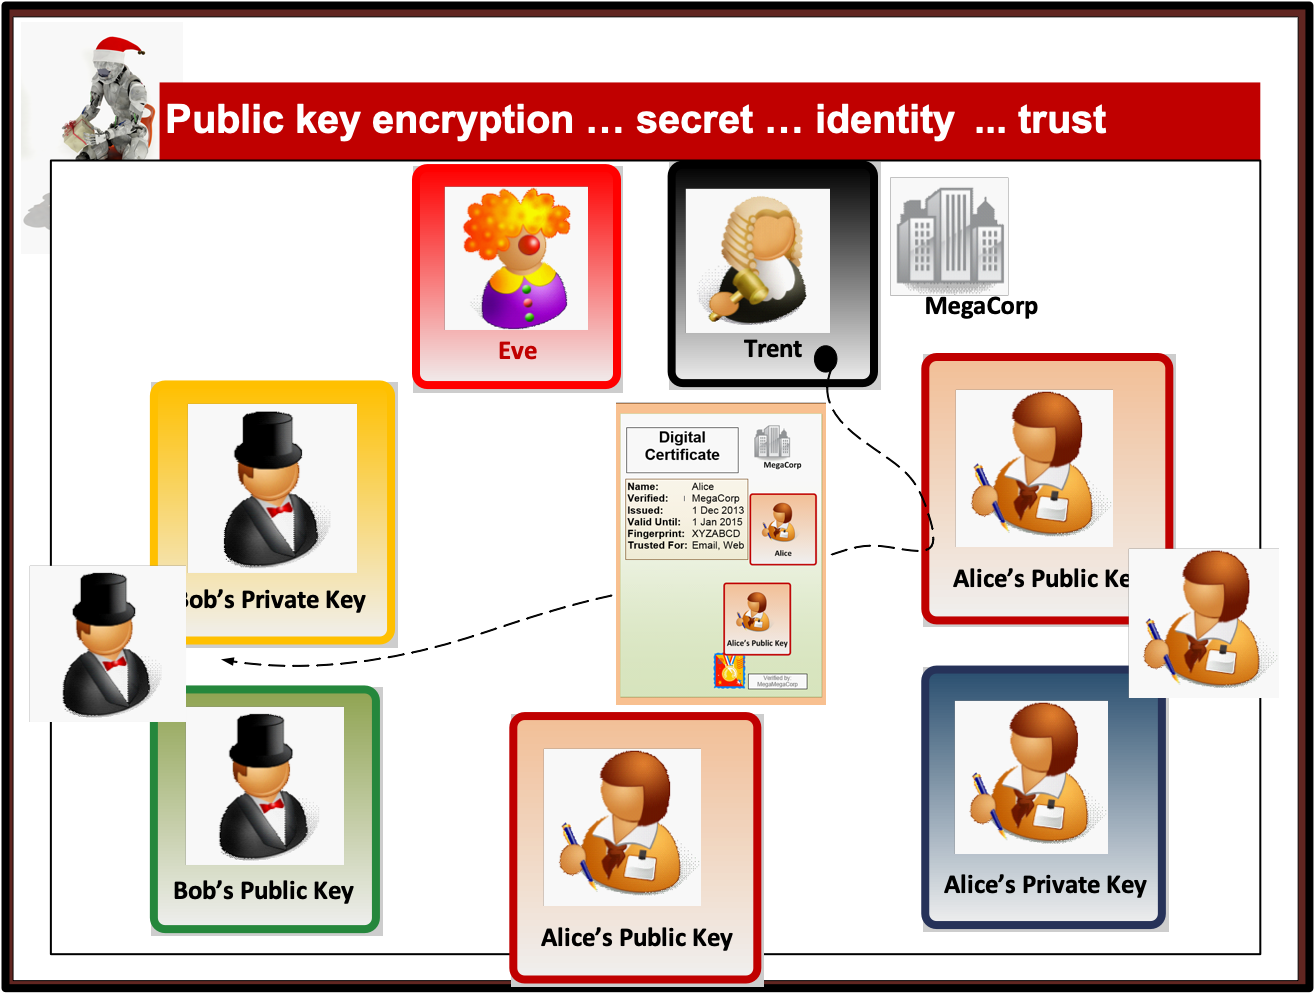 Public key encryption … secret … identity ... trust
Eve
Trent
MegaCorp
Digital
Certificate
MegaCorp
Name: Alice
Verified: MegaCorp
Issued: 1 Dec 2013
Valid Until: 1 Jan 2015
Fingerprint: XYZABCD
Trusted For: Email, Web
Alice
Alice's Public Key
Verified by:
MegaMegaCorp
Bob's Private Key
Alice's Public Ke
Bob's Public Key
Alice's Public Key
Alice's Private Key